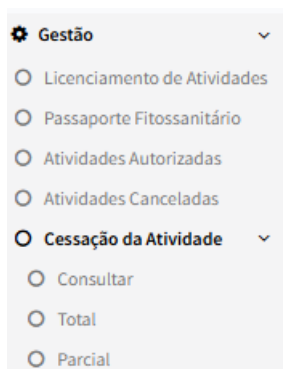 Gestão
Licenciamento de Atividades
Passaporte Fitossanitário
Atividades Autorizadas
Atividades Canceladas
Cessação da Atividade
Consultar
Total
Parcial